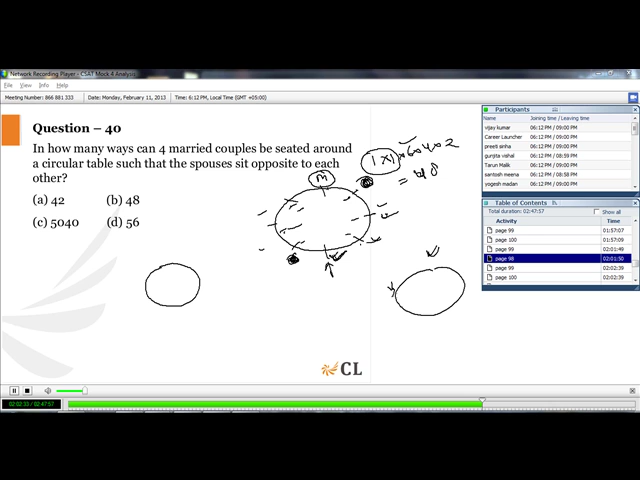 Network Recording Player - CSAT Mock 4 Analysis
File View Info Help
Meeting Number: 866 881 333
Date: Monday, February 11, 2013
Time: 6:12 PM, Local Time (GMT +05:00)
Question – 40
In how many ways can 4 married couples be seated around
a circular table such that the spouses sit opposite to each
other?
(a) 42 (b) 48
(c) 5040 (d) 56
1 × 1 × 6 × 4 × 2
= 48
m
CL
Participants
Name Joining time / Leaving time
vijay kumar 06:12 PM / 09:00 PM
Career Launcher 06:12 PM / 09:00 PM
preeti sinha 06:12 PM / 09:00 PM
gunjita vishal 06:12 PM / 08:59 PM
Tarun Malik 06:12 PM / 09:00 PM
santosh meena 06:12 PM / 08:58 PM
yogesh madan 06:12 PM / 09:00 PM
Table of Contents
Total duration: 02:47:57 Show all
Activity Time
page 99 01:57:07
page 100 01:57:09
page 99 02:01:49
page 98 02:01:50
page 99 02:02:39
page 100 02:02:39
02:02:33 / 02:47:57